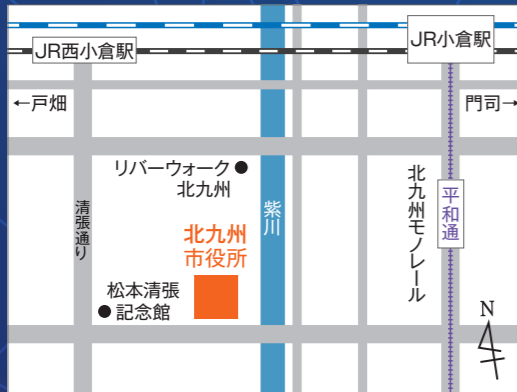 JR西小倉駅
JR小倉駅
←戸畑
門司→
リバーウォーク
北九州
清張通り
紫川
北九州モノレール
平和通
北九州
市役所
松本清張
記念館
N